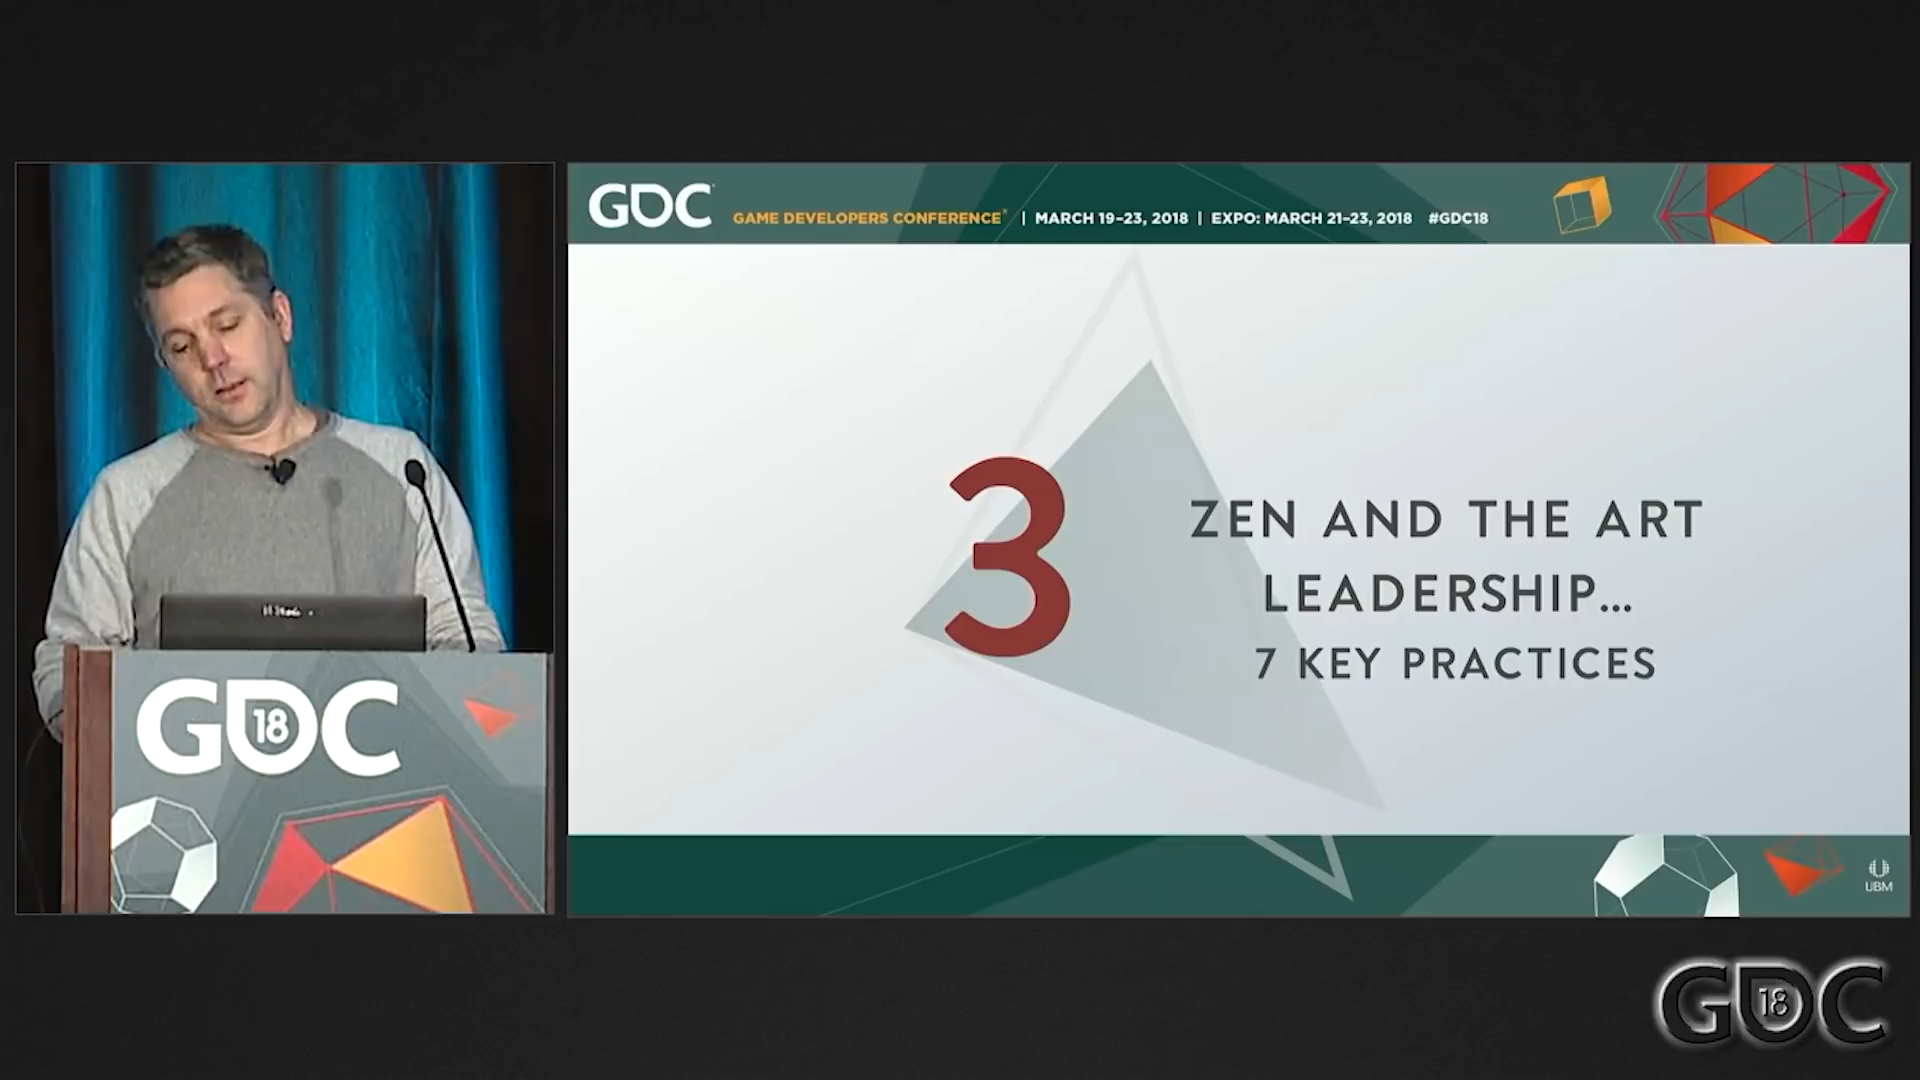 GDC
GAME DEVELOPERS CONFERENCE® | MARCH 19–23, 2018 | EXPO: MARCH 21–23, 2018 #GDC18
3
ZEN AND THE ART
LEADERSHIP...
7 KEY PRACTICES
GDC
18
UBM
GDC
18